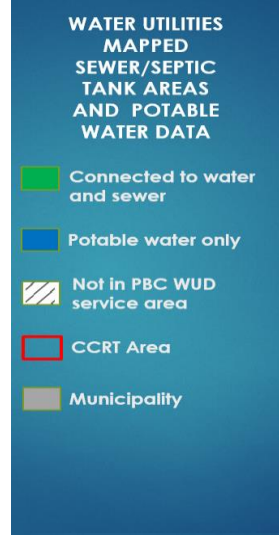 WATER UTILITIES
MAPPED
SEWER/SEPTIC
TANK AREAS
AND POTABLE
WATER DATA
Connected to water
and sewer
Potable water only
Not in PBC WUD
service area
CCRT Area
Municipality